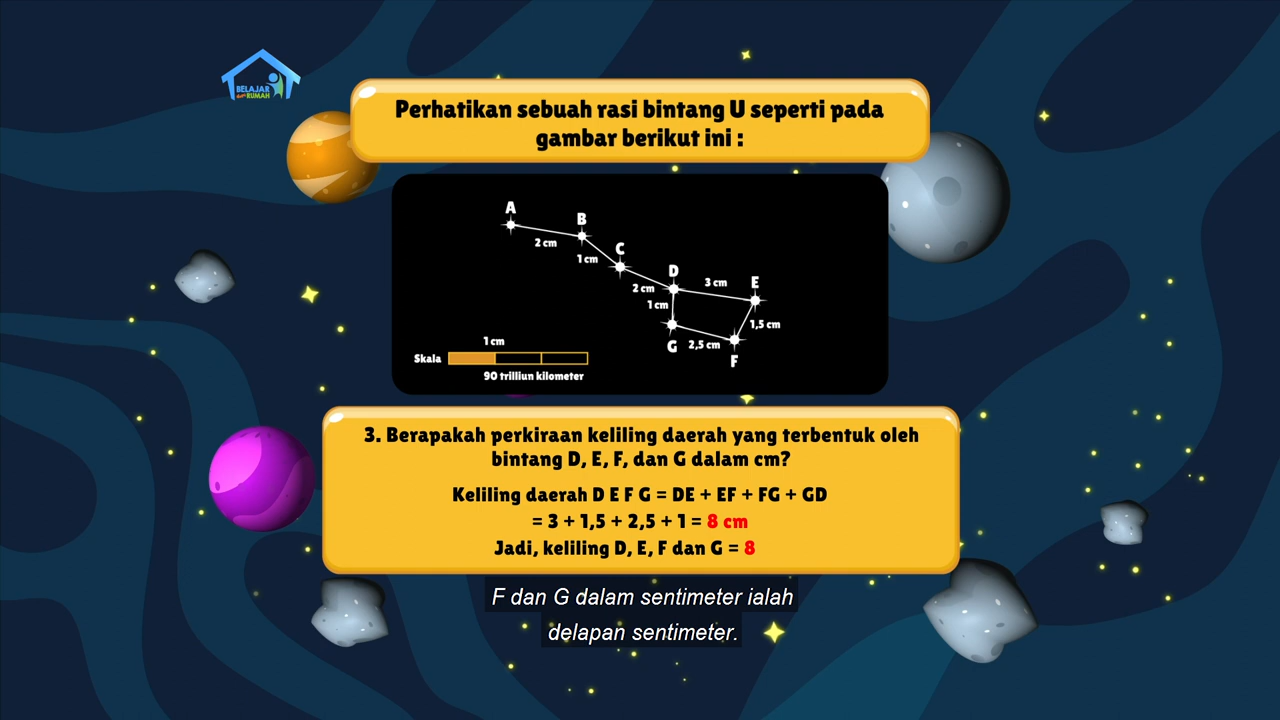 BELAJAR
dari RUMAH
Perhatikan sebuah rasi bintang U seperti pada
gambar berikut ini :
A
B
2 cm
C
1 cm
D
3 cm
E
2 cm
1 cm
1,5 cm
G
2,5 cm
F
1 cm
Skala
90 trilliun kilometer
3. Berapakah perkiraan keliling daerah yang terbentuk oleh
bintang D, E, F, dan G dalam cm?
Keliling daerah D E F G = DE + EF + FG + GD
= 3 + 1,5 + 2,5 + 1 = 8 cm
Jadi, keliling D, E, F dan G = 8
F dan G dalam sentimeter ialah
delapan sentimeter.